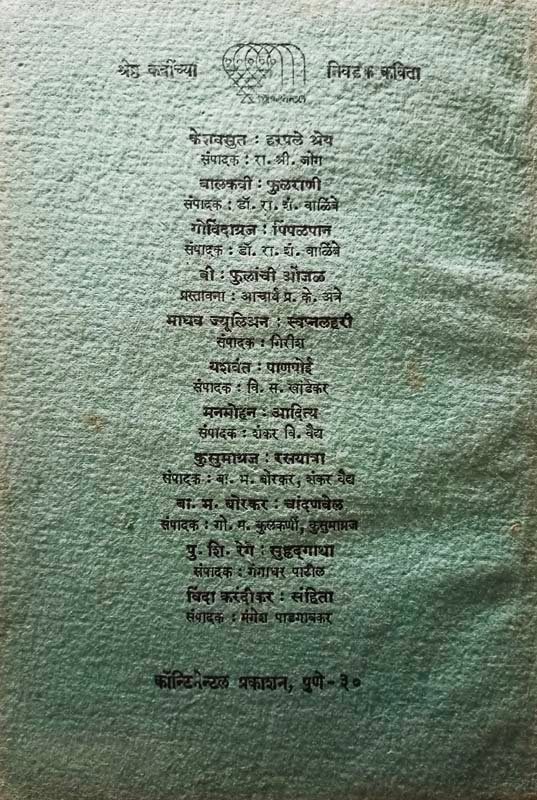 श्रेष्ठ कवींच्या निवडक कविता
केशवसुत : हरपले श्रेय
संपादक : रा. श्री. जोग
बालकवी : फुलराणी
संपादक : डॉ. रा. शं. वाळिंबे
गोविंदाग्रज : पिंपळपान
संपादक : डॉ. रा. शं. वाळिंबे
बी : फुलांची ओंजळ
प्रस्तावना : आचार्य प्र. के. अत्रे
माधव ज्यूलिअन : स्वप्नलहरी
संपादक : गिरीश
यशवंत : पाणपोई
संपादक : वि. स. खांडेकर
मनमोहन : आदित्य
संपादक : शंकर वि. वैद्य
कुसुमाग्रज : रसयात्रा
संपादक : बा. भ. बोरकर, शंकर वैद्य
बा. भ. बोरकर : चांदणवेल
संपादक : गो. म. कुलकर्णी, कुसुमाग्रज
पु. शि. रेगे : सुहृद्गाथा
संपादक : गंगाधर पाटील
विंदा करंदीकर : संहिता
संपादक : मंगेश पाडगावकर
कॉन्टिनेन्टल प्रकाशन, पुणे-३०